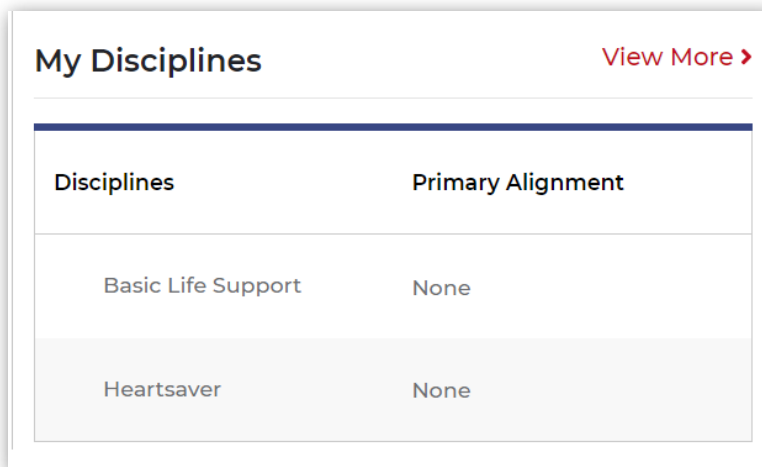 My Disciplines View More
Disciplines Primary Alignment
Basic Life Support None
Heartsaver None